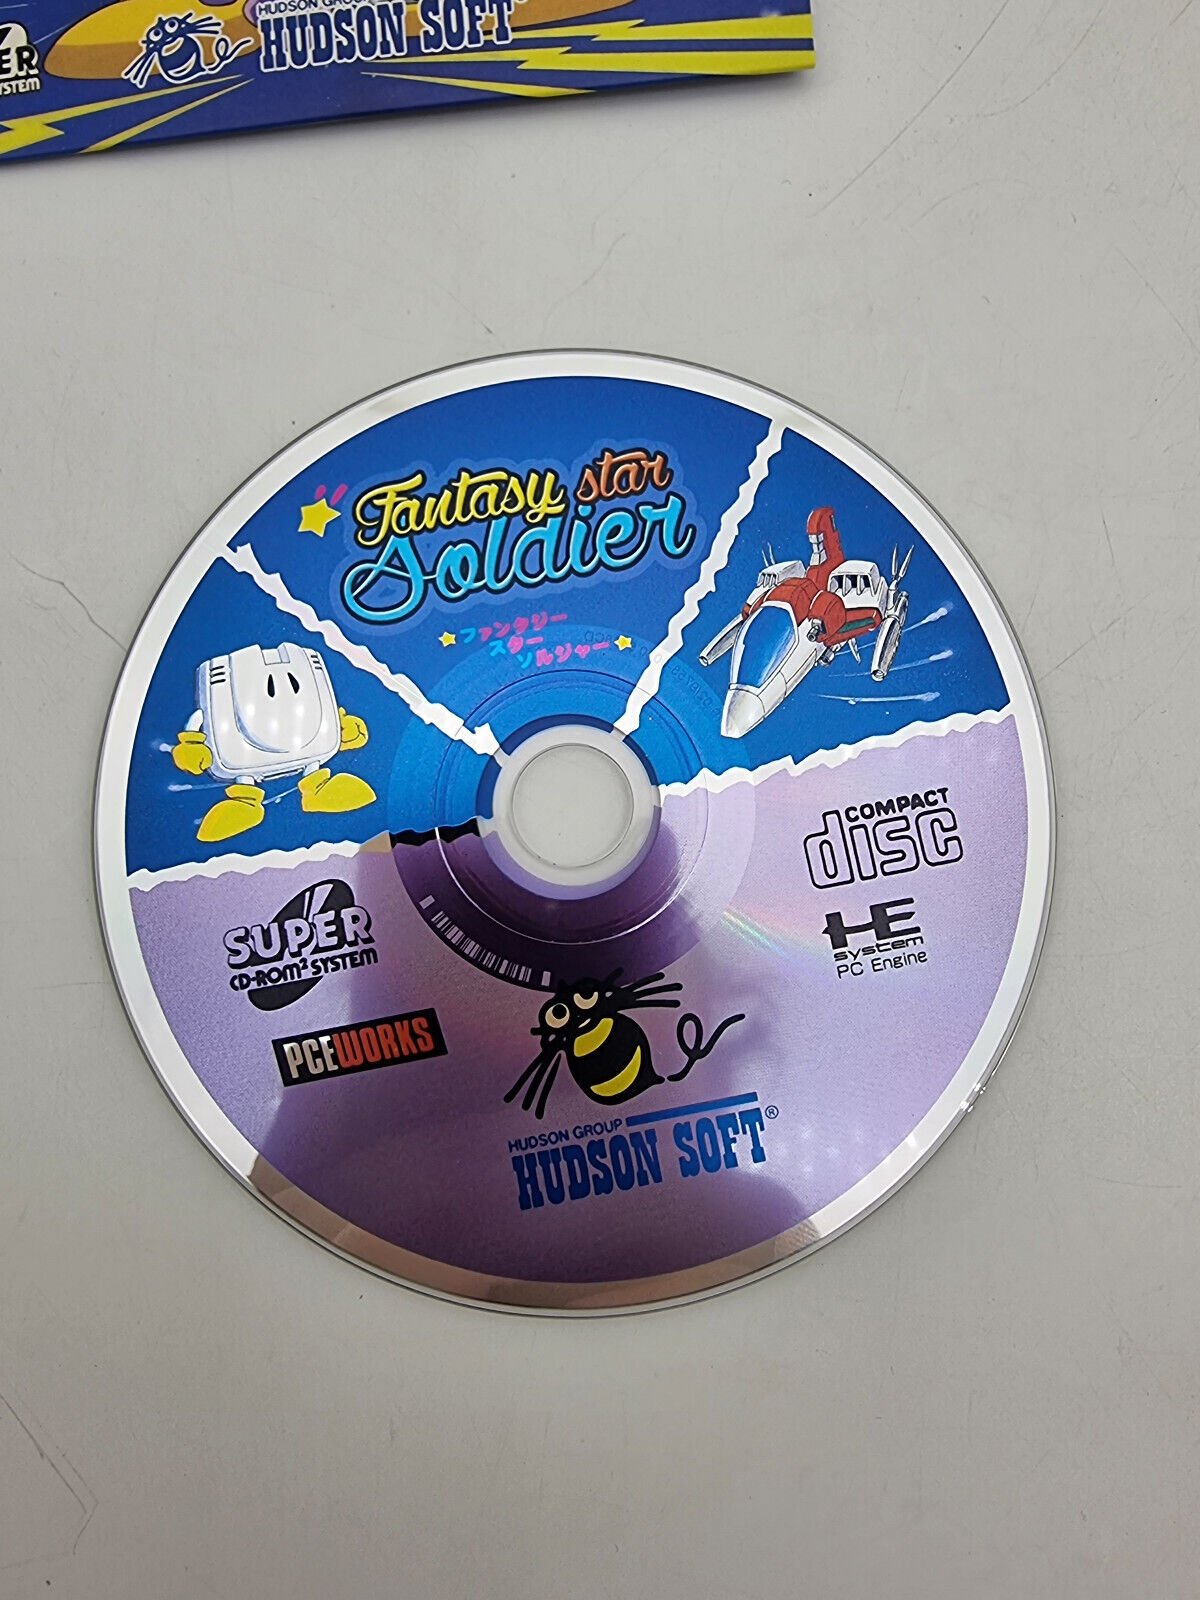 HUDSON GROUP
HUDSON SOFT
ER
YSTEM
Fantasy star
Soldier
ファンタジー
スター
ソルジャー
COMPACT
disc
HE
system
PC Engine
SUPER
CD-ROM² SYSTEM
PCEWORKS
HUDSON GROUP
HUDSON SOFT®